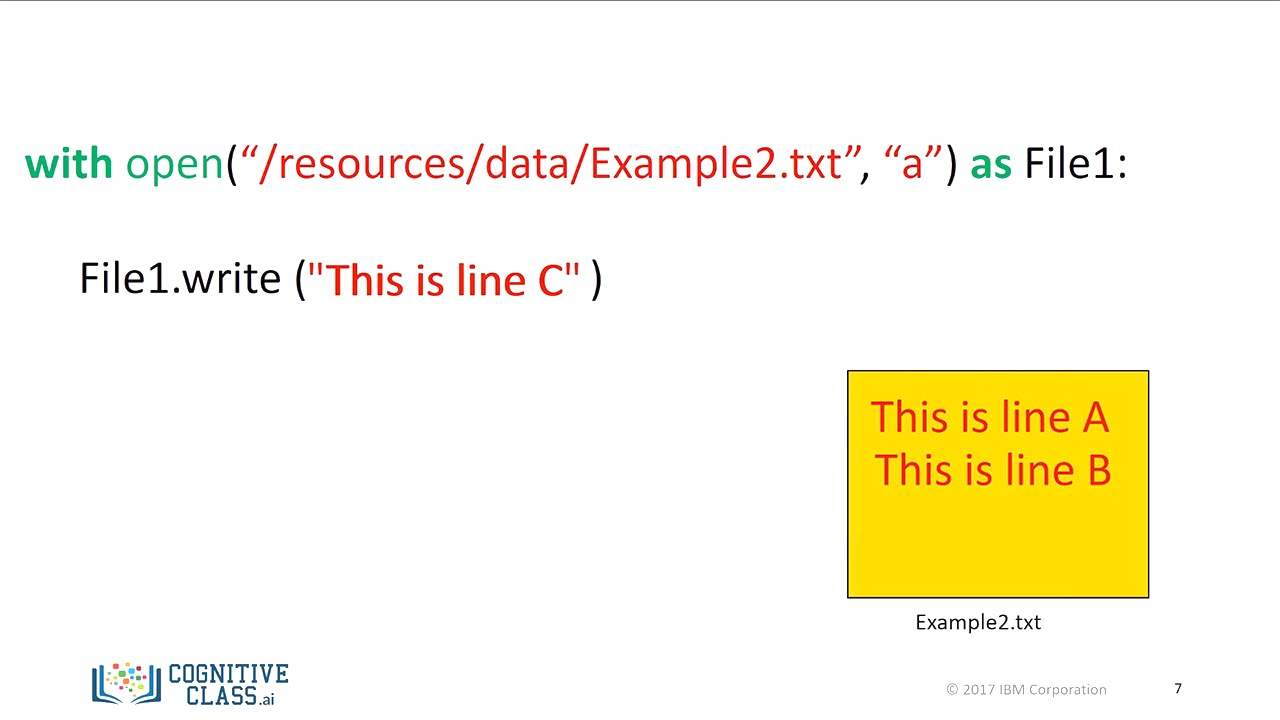 with open(“/resources/data/Example2.txt”, “a”) as File1:
File1.write ("This is line C" )
This is line A
This is line B
Example2.txt
COGNITIVE
CLASS.ai
© 2017 IBM Corporation
7